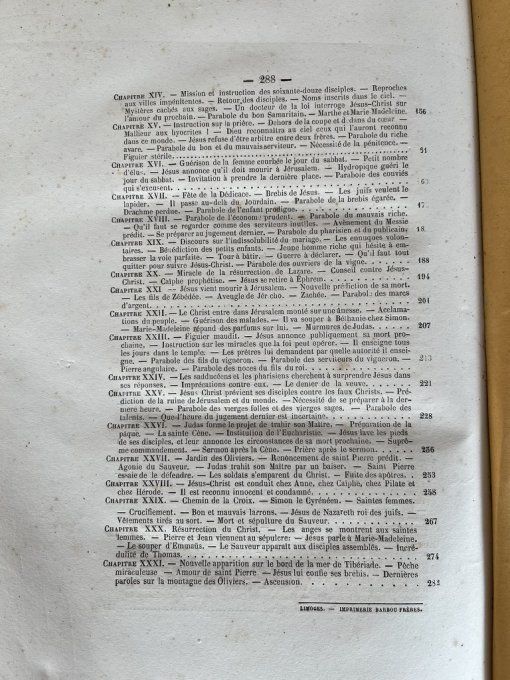 — 288 —
CHAPITRE XIV. — Mission et instruction des soixante-douze disciples. — Reproches
aux villes impénitentes. — Retour des disciples. — Noms inscrits dans le ciel. —
Mystères cachés aux sages. — Un docteur de la loi interroge Jésus-Christ sur
l'amour du prochain. — Parabole du bon Samaritain. — Marthe et Marie Madeleine. 156
CHAPITRE XV. — Instruction sur la prière. — Dehors de la coupe et dedans du cœur —
Malheur aux hypocrites ! — Dieu reconnaîtra au ciel ceux qui l'auront reconnu
dans ce monde. — Jésus refuse d'être arbitre entre deux frères. — Parabole du riche
avare. — Parabole du bon et du mauvais serviteur. — Nécessité de la pénitence. —
Figuier stérile.
CHAPITRE XVI. — Guérison de la femme courbée le jour du sabbat. — Petit nombre
d'élus. — Jésus annonce qu'il doit mourir à Jérusalem. — Hydropique guéri le
jour du sabbat. — Invitation à prendre la dernière place. — Parabole des conviés
qui s'excusent.
CHAPITRE XVII. — Fête de la Dédicace. — Brebis de Jésus. — Les juifs veulent le
lapider. — Il passe au-delà du Jourdain. — Parabole de la brebis égarée. —
Drachme perdue. — Parabole de l'enfant prodigue.
CHAPITRE XVIII. — Parabole de l'économe prudent. — Parabole du mauvais riche.
— Qu'il faut se regarder comme des serviteurs inutiles. — Avénement du Messie
prédit. — Se préparer au jugement dernier. — Parabole du pharisien et du publicain
CHAPITRE XIX. — Discours sur l'indissolubilité du mariage. — Les ennuques volon-
taires. — Bénédiction des petits enfants. — Jeune homme riche qui hésite à em-
brasser la voie parfaite. — Tour à bâtir. — Guerre à déclarer. — Qu'il faut tout
quitter pour suivre Jésus-Christ. — Parabole des ouvriers de la vigne. 188
CHAPITRE XX. — Miracle de la résurrection de Lazare. — Conseil contre Jésus-
Christ. — Caïphe prophétise. — Jésus se retire à Ephrem. 194
CHAPITRE XXI — Jésus vient mourir à Jérusalem. — Nouvelle prédiction de sa mort.
— Les fils de Zébédée. — Aveugle de Jéricho. — Zachée. — Parabole des marcs
d'argent. 201
CHAPITRE XXII. — Le Christ entre dans Jérusalem monté sur une ânesse. — Acclama-
tions du peuple. — Guérison des malades. — Il va souper à Béthanie chez Simon.
— Marie-Madeleine répand des parfums sur lui. — Murmures de Judas. 207
CHAPITRE XXIII. — Figuier maudit. — Jésus annonce publiquement sa mort pro-
chaine. — Instruction sur les miracles que la foi peut opérer. — Il enseigne tous
les jours dans le temple. — Les prêtres lui demandent par quelle autorité il ensei-
gne. — Parabole des fils du vigneron. — Parabole des serviteurs du vigneron. —
Pierre angulaire. — Parabole des noces du fils du roi. 213
CHAPITRE XXIV. — Les sadducéens et les pharisiens cherchent à surprendre Jésus dans
ses réponses. — Imprécations contre eux. — Le denier de la veuve. 221
CHAPITRE XXV. — Jésus-Christ prévient ses disciples contre les faux Christs. — Pré-
diction de la ruine de Jérusalem et du monde. — Nécessité de se préparer à la der-
nière heure. — Parabole des vierges folles et des vierges sages. — Parabole des
talents. — Que l'heure du jugement dernier est incertaine. 228
CHAPITRE XXVI. — Judas forme le projet de trahir son Maître. — Préparation de la
pâque. — La sainte Cène. — Institution de l'Eucharistie. — Jésus lave les pieds
de ses disciples, et leur annonce les circonstances de sa mort prochaine. — Suprê-
me commandement. — Sermon après la Cène. — Prière après le sermon. 236
CHAPITRE XXVII. — Jardin des Oliviers. — Renoncement de saint Pierre prédit. —
Agonie du Sauveur. — Judas trahit son Maître par un baiser. — Saint Pierre
essaie de le défendre. — Les soldats s'emparent du Christ. — Fuite des apôtres. 253
CHAPITRE XXVIII. — Jésus-Christ est conduit chez Anne, chez Caïphe, chez Pilate et
chez Hérode. — Il est reconnu innocent et condamné. 258
CHAPITRE XXIX. — Chemin de la Croix. — Simon le Cyrénéen. — Saintes femmes.
— Crucifiement. — Bon et mauvais larrons. — Jésus de Nazareth roi des juifs. —
Vêtements tirés au sort. — Mort et sépulture du Sauveur. 267
CHAPITRE XXX. Résurrection du Christ. — Les anges se montrent aux saintes
femmes. — Pierre et Jean viennent au sépulcre: — Jésus parle à Marie-Madeleine.
— Le souper d'Emmaüs. — Le Sauveur apparaît aux disciples assemblés. — Incré-
dulité de Thomas. 274
CHAPITRE XXXI. — Nouvelle apparition sur le bord de la mer de Tibériade. — Pêche
miraculeuse — Amour de saint Pierre — Jésus lui confie ses brebis. — Dernières
paroles sur la montagne des Oliviers. — Ascension. 283
LIMOGES. — IMPRIMERIE BARBOU FRÈRES.